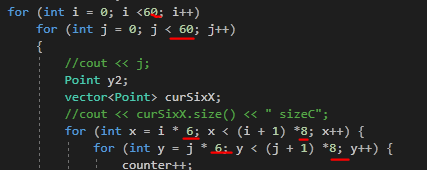 for (int i = 0; i <60; i++)
for (int j = 0; j < 60; j++)
{
//cout << j;
Point y2;
vector<Point> curSixX;
//cout << curSixX.size() << " sizeC";
for (int x = i * 6; x < (i + 1) *8; x++) {
for (int y = j * 6; y < (j + 1) *8; y++) {
counter++;